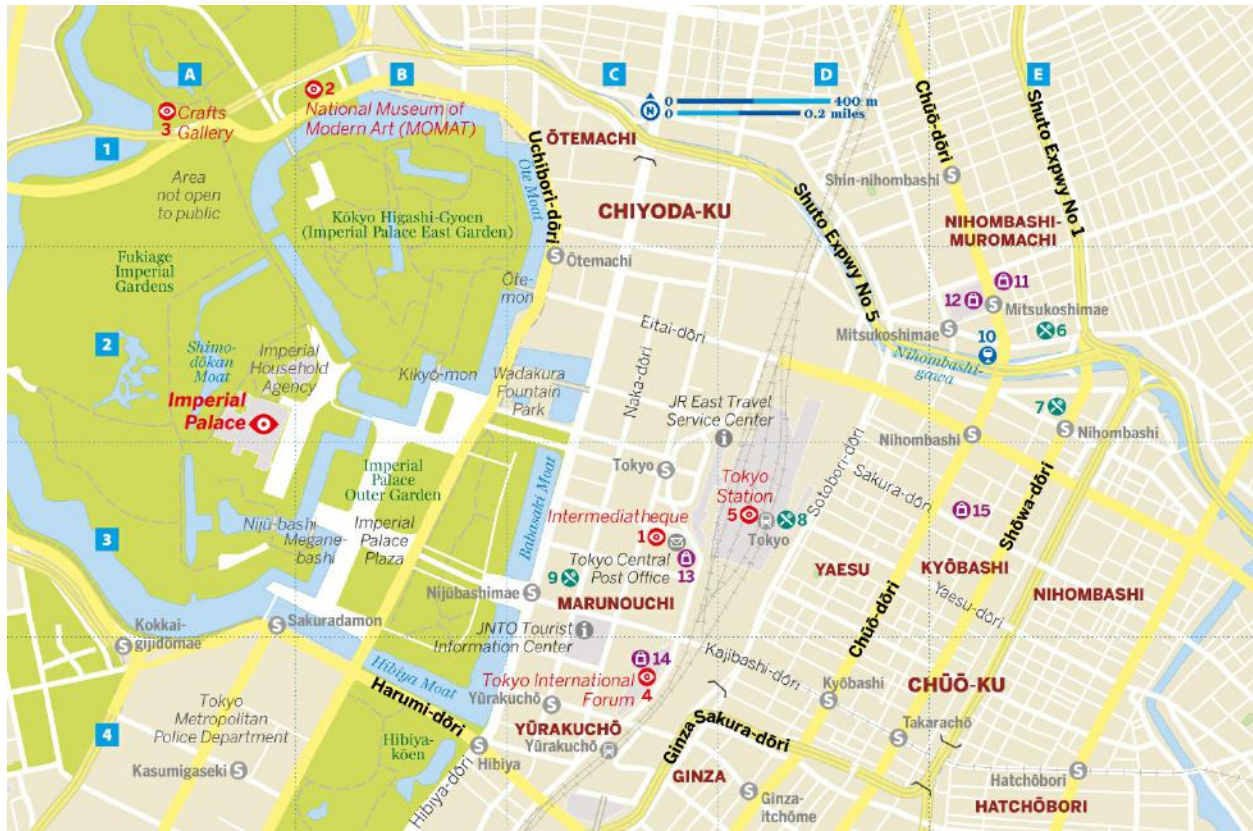 A
B
C
D
E
1
2
3
4
2
National Museum of
Modern Art (MOMAT)
3
Crafts
Gallery
0
400 m
0
0.2 miles
N
Chūō-dōri
Shuto Expwy No 1
ŌTEMACHI
Uchibori-dōri
Ōte Moat
Area
not open
to public
CHIYODA-KU
Shuto Expwy No 5
Shin-nihombashi S
NIHOMBASHI-
MUROMACHI
Kōkyo Higashi-Gyoen
(Imperial Palace East Garden)
Fukiage
Imperial
Gardens
S Ōtemachi
Ōte-
mon
11
12
S Mitsukoshimae
Mitsukoshimae S
6
10
Nihombashi-
gawa
Eitai-dōri
Naka-dōri
Shimo-
dōkan
Moat
Imperial
Household
Agency
Kikyō-mon
Wadakura
Fountain
Park
Imperial
Palace
JR East Travel
Service Center
i
7
Nihombashi S
S Nihombashi
Sotobori-dōri
Sakura-dōri
Tokyo S
Imperial
Palace
Outer Garden
Babasaki Moat
Tokyo
Station
5
8
Tokyo
15
Shōwa-dōri
Intermediatheque
1
Nijū-bashi
Megane-
bashi
Imperial
Palace
Plaza
Tokyo Central
Post Office
13
9
Nijūbashimae S
MARUNOUCHI
YAESU
KYŌBASHI
NIHOMBASHI
Yaesu-dōri
Chūō-dōri
Kokkai-
gijidōmae
S
S Sakuradamon
JNTO Tourist
Information Center
i
14
Tokyo International
Forum
4
Kajibashi-dōri
Hibiya Moat
Harumi-dōri
Yūrakuchō S
YŪRAKUCHŌ
Yūrakuchō
Kyōbashi
S
CHŪŌ-KU
Takarachō
S
Tokyo
Metropolitan
Police Department
Kasumigaseki S
Hibiya-
kōen
S
Hibiya
Hibiya-dōri
Ginza
Sakura-dōri
GINZA
S Ginza-
itchōme
Hatchōbori
S
HATCHŌBORI